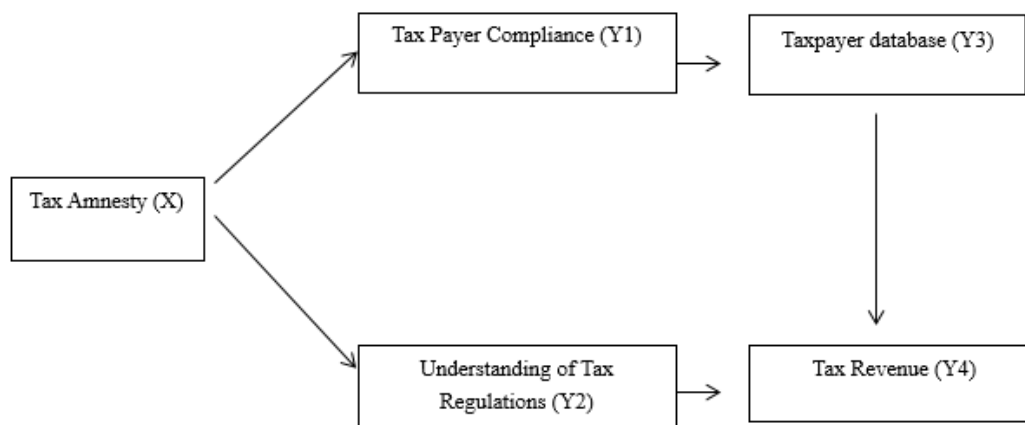 Tax Payer Compliance (Y1)
Taxpayer database (Y3)
Tax Amnesty (X)
Understanding of Tax
Regulations (Y2)
Tax Revenue (Y4)